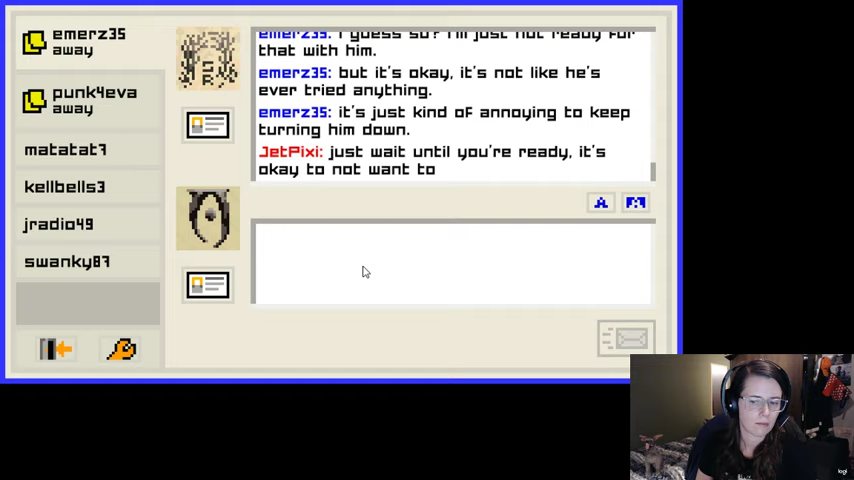 emerz35
away
punk4eva
away
matatat7
kellbells3
jradio49
swanky87
emerz35: I guess so? I'm just not ready for
that with him.
emerz35: but it's okay, it's not like he's
ever tried anything.
emerz35: it's just kind of annoying to keep
turning him down.
JetPixi: just wait until you're ready, it's
okay to not want to
A
logi